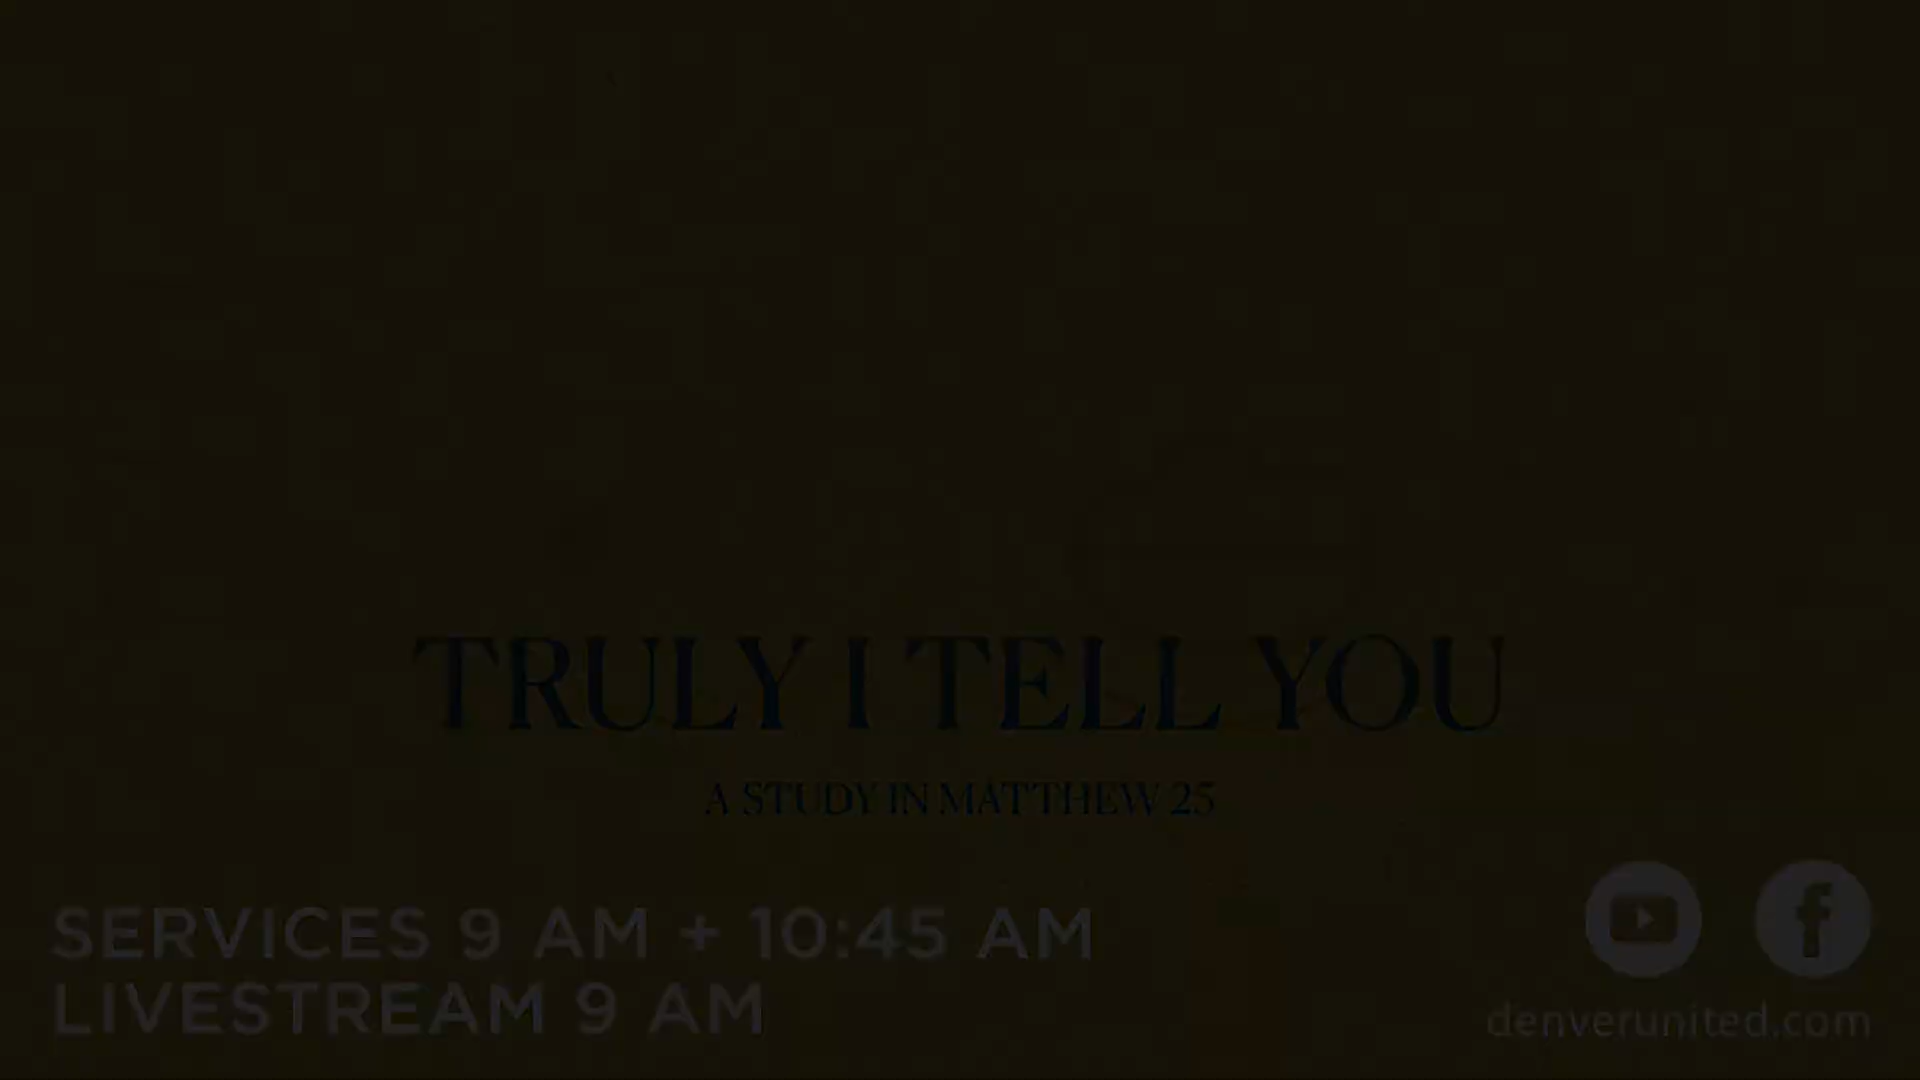 TRULY I TELL YOU
A STUDY IN MATTHEW 25
SERVICES 9 AM + 10:45 AM
LIVESTREAM 9 AM
denverunited.com